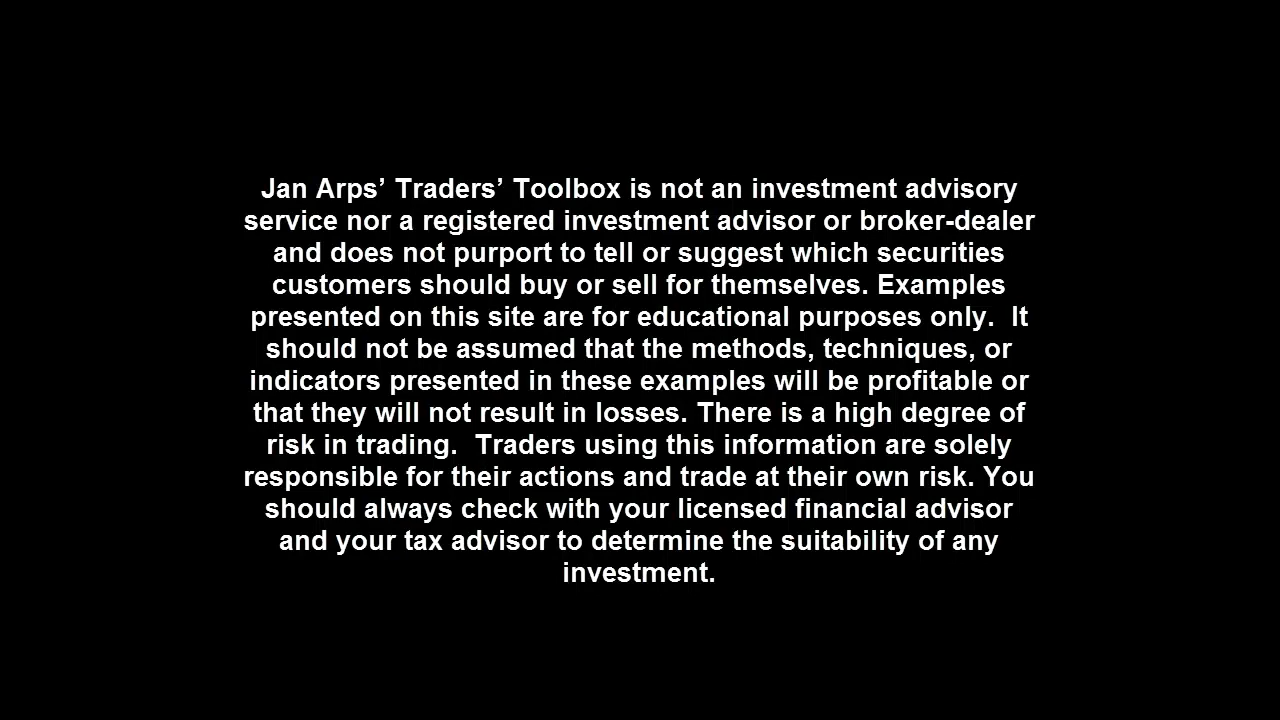 Jan Arps’ Traders’ Toolbox is not an investment advisory
service nor a registered investment advisor or broker-dealer
and does not purport to tell or suggest which securities
customers should buy or sell for themselves. Examples
presented on this site are for educational purposes only.  It
should not be assumed that the methods, techniques, or
indicators presented in these examples will be profitable or
that they will not result in losses. There is a high degree of
risk in trading.  Traders using this information are solely
responsible for their actions and trade at their own risk. You
should always check with your licensed financial advisor
and your tax advisor to determine the suitability of any
investment.